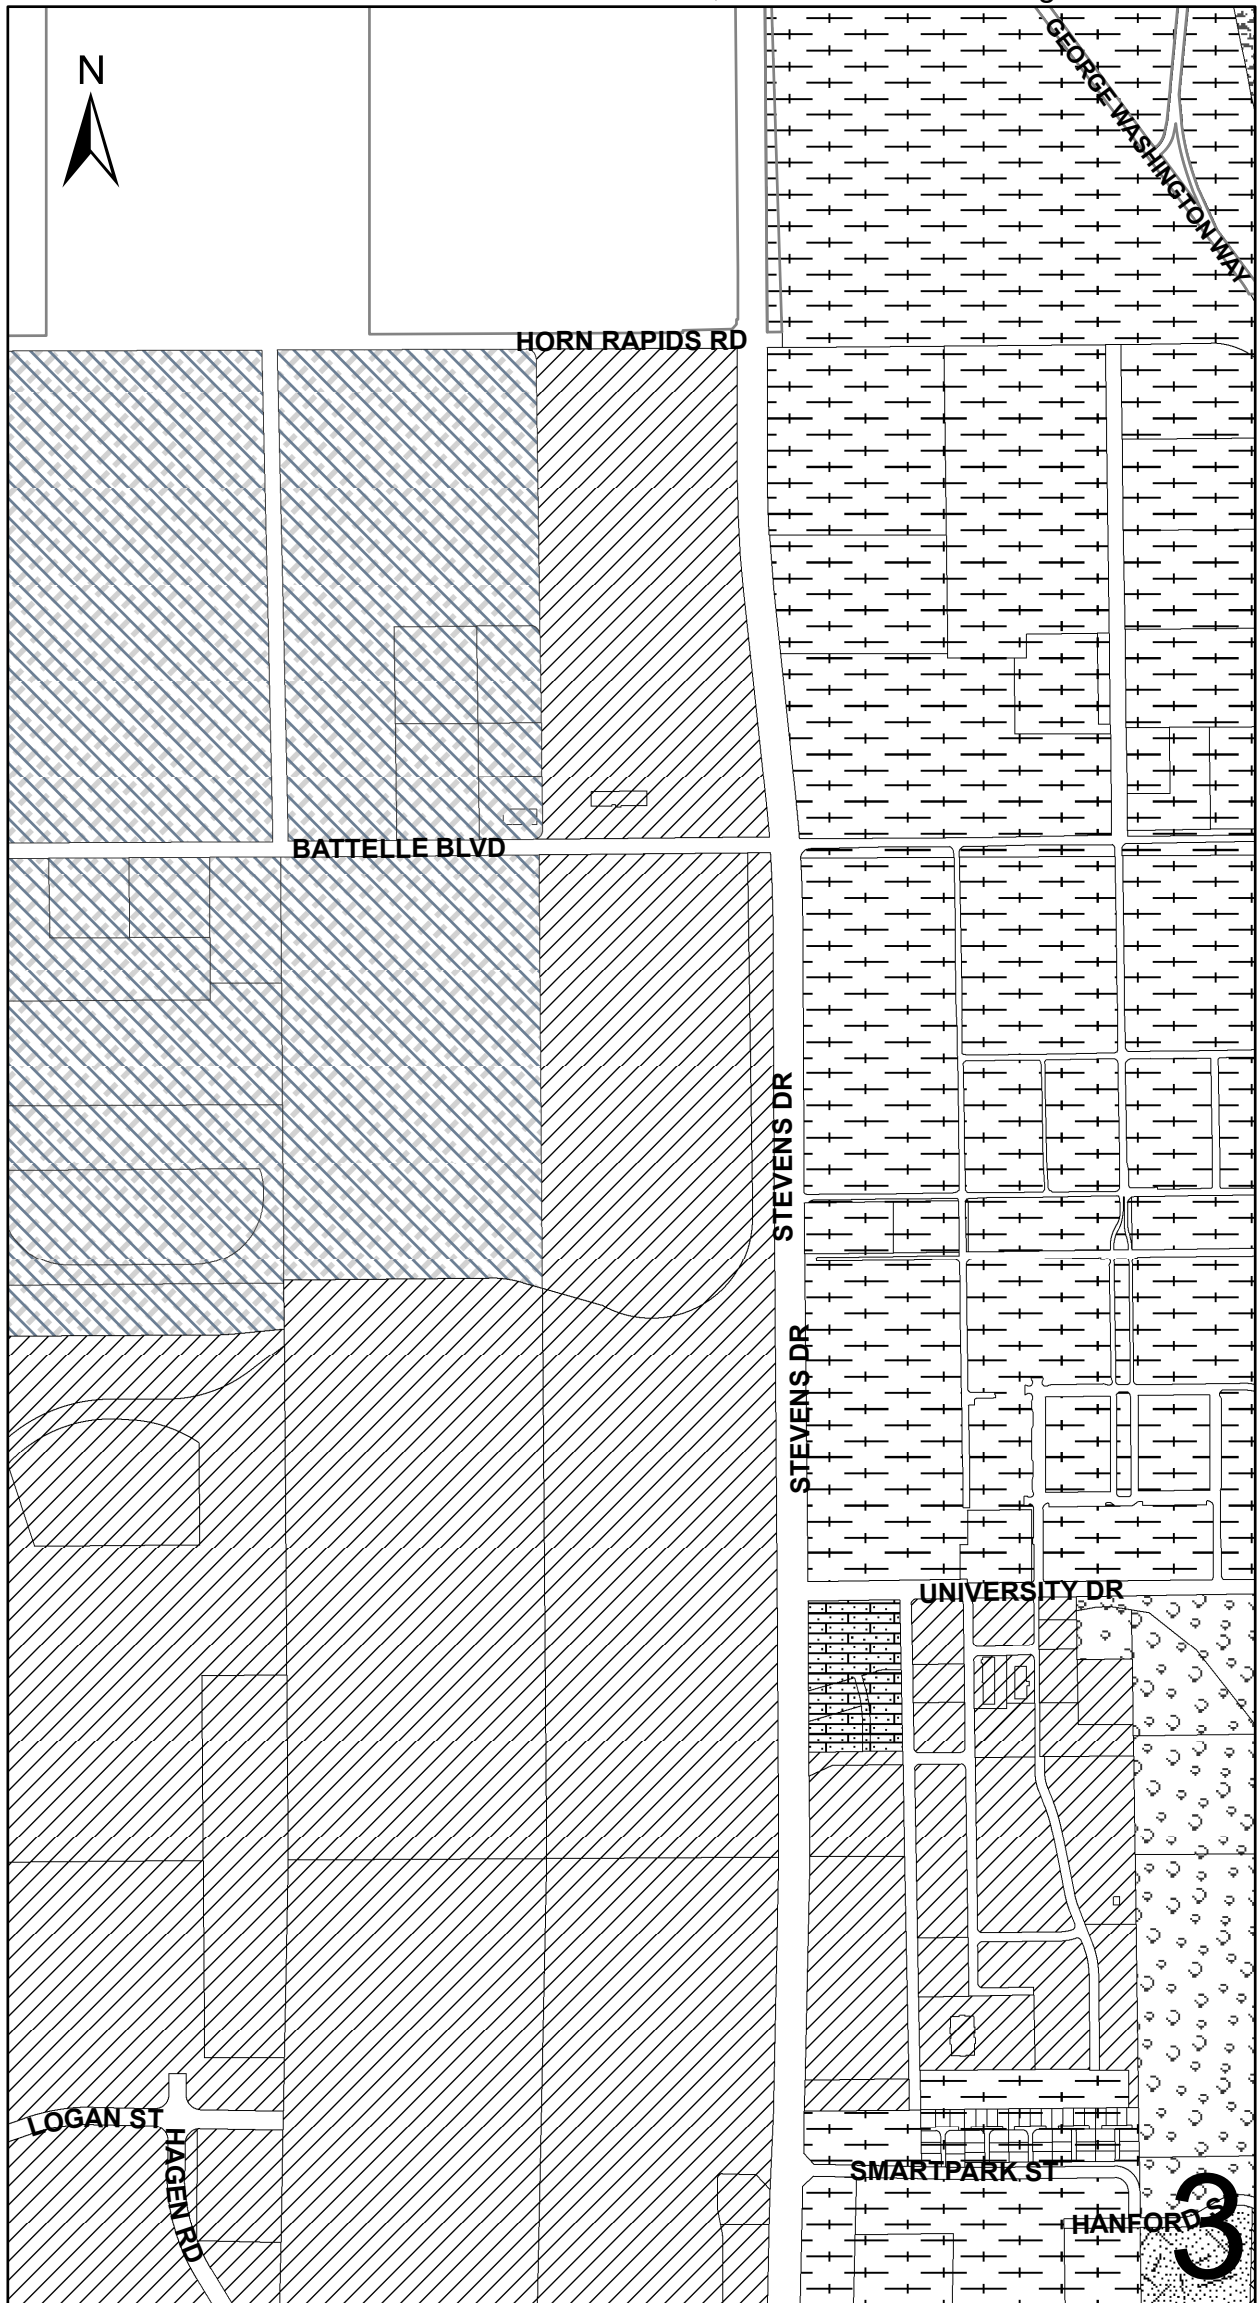 N
GEORGE WASHINGTON WAY
HORN RAPIDS RD
BATTELLE BLVD
STEVENS DR
STEVENS DR
UNIVERSITY DR
LOGAN ST
HAGEN RD
SMARTPARK ST
HANFORD S
3